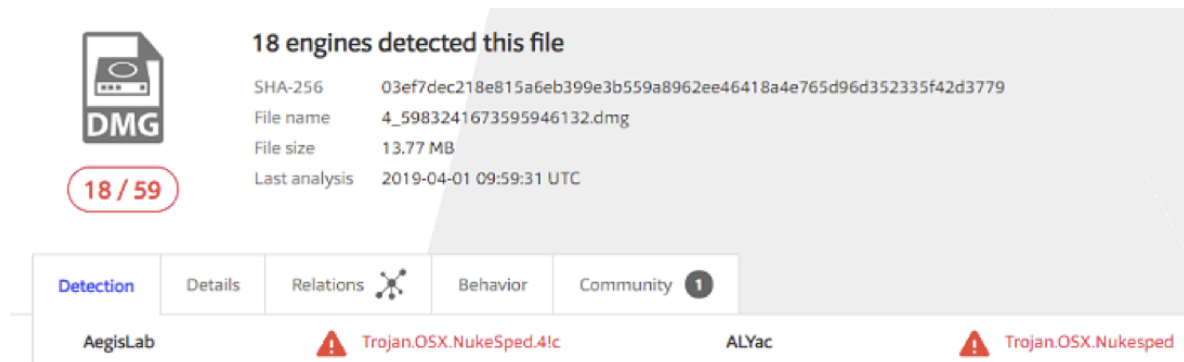 18 engines detected this file
SHA-256 03ef7dec218e815a6eb399e3b559a8962ee46418a4e765d96d352335f42d3779
File name 4_5983241673595946132.dmg
File size 13.77 MB
Last analysis 2019-04-01 09:59:31 UTC
DMG
18 / 59
Detection Details Relations Behavior Community 1
AegisLab Trojan.OSX.NukeSped.4!c ALYac Trojan.OSX.Nukesped